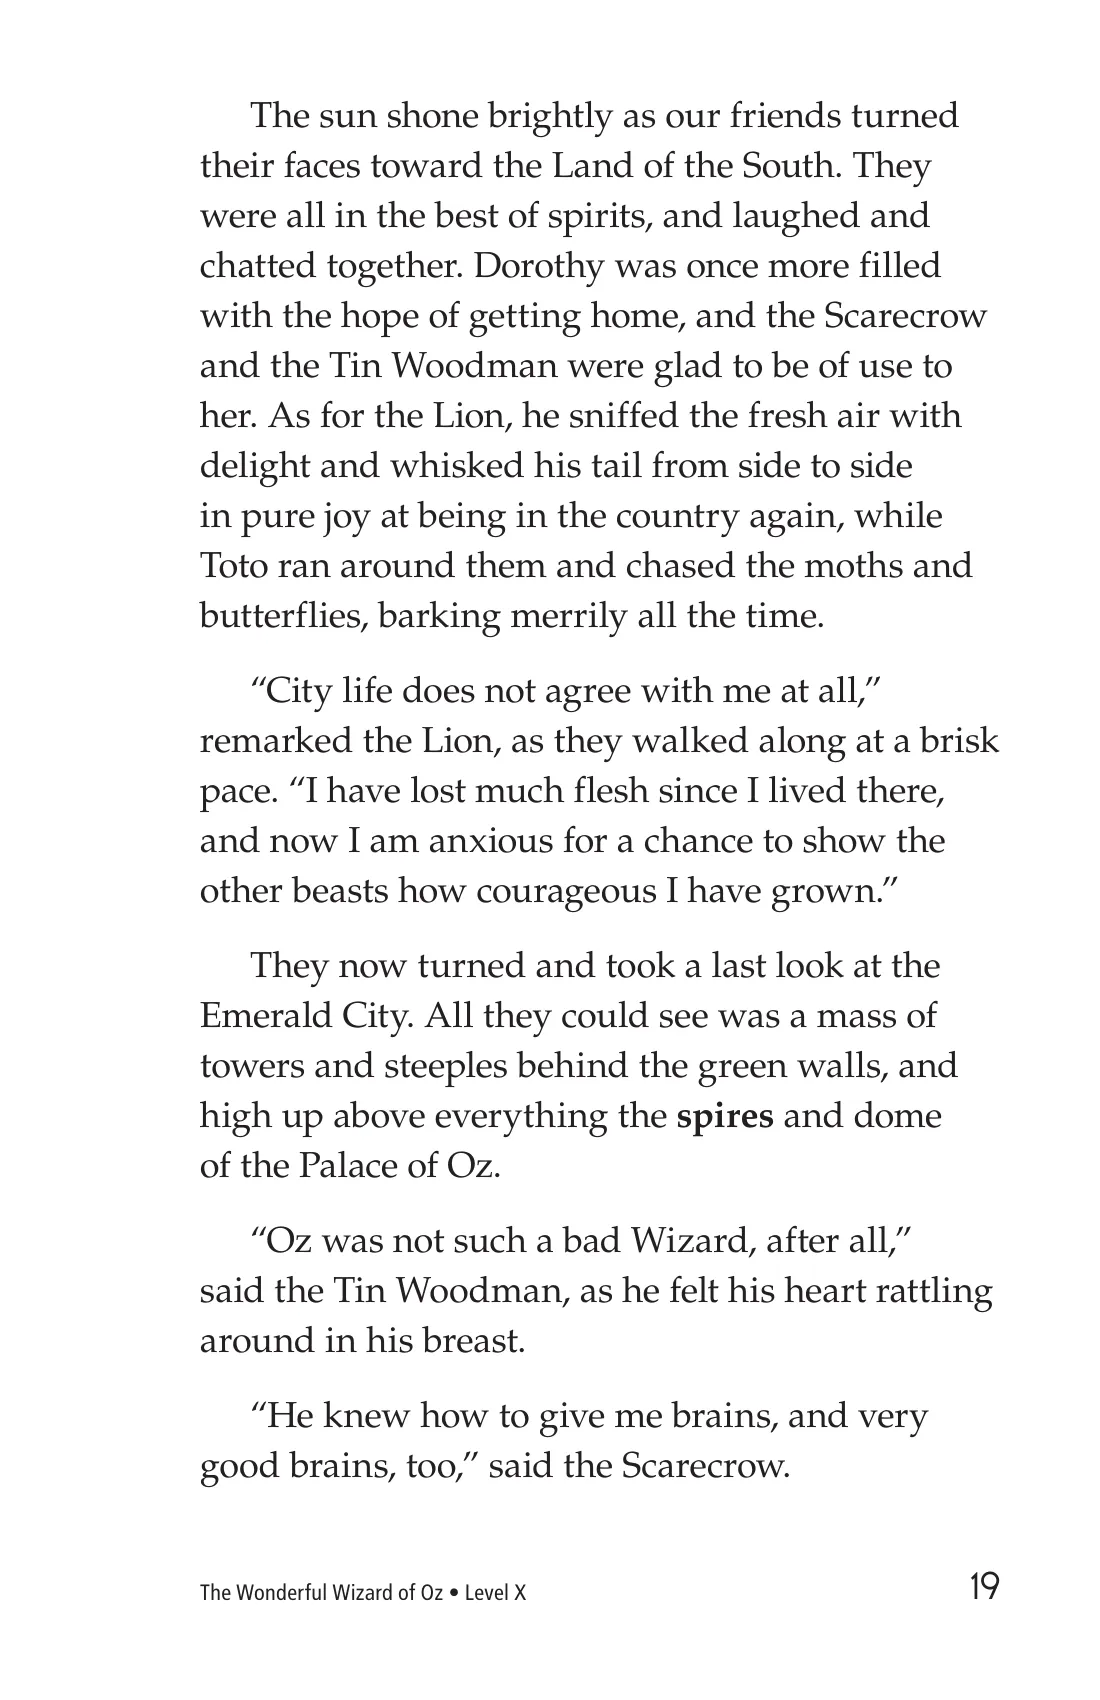 The sun shone brightly as our friends turned
their faces toward the Land of the South. They
were all in the best of spirits, and laughed and
chatted together. Dorothy was once more filled
with the hope of getting home, and the Scarecrow
and the Tin Woodman were glad to be of use to
her. As for the Lion, he sniffed the fresh air with
delight and whisked his tail from side to side
in pure joy at being in the country again, while
Toto ran around them and chased the moths and
butterflies, barking merrily all the time.
“City life does not agree with me at all,”
remarked the Lion, as they walked along at a brisk
pace. “I have lost much flesh since I lived there,
and now I am anxious for a chance to show the
other beasts how courageous I have grown.”
They now turned and took a last look at the
Emerald City. All they could see was a mass of
towers and steeples behind the green walls, and
high up above everything the spires and dome
of the Palace of Oz.
“Oz was not such a bad Wizard, after all,”
said the Tin Woodman, as he felt his heart rattling
around in his breast.
“He knew how to give me brains, and very
good brains, too,” said the Scarecrow.
The Wonderful Wizard of Oz • Level X
19